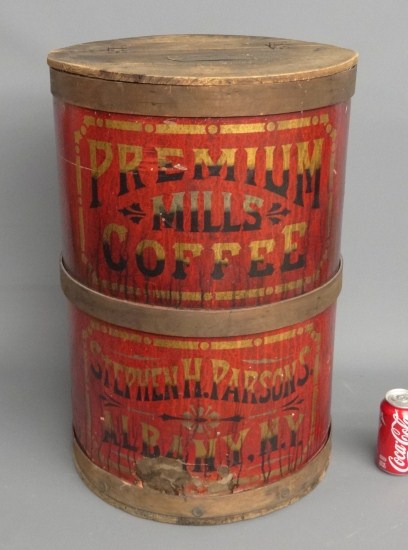 PREMIUM
MILLS
COFFEE
STEPHEN H. PARSONS.
ALBANY. N.Y.
Coca-Cola